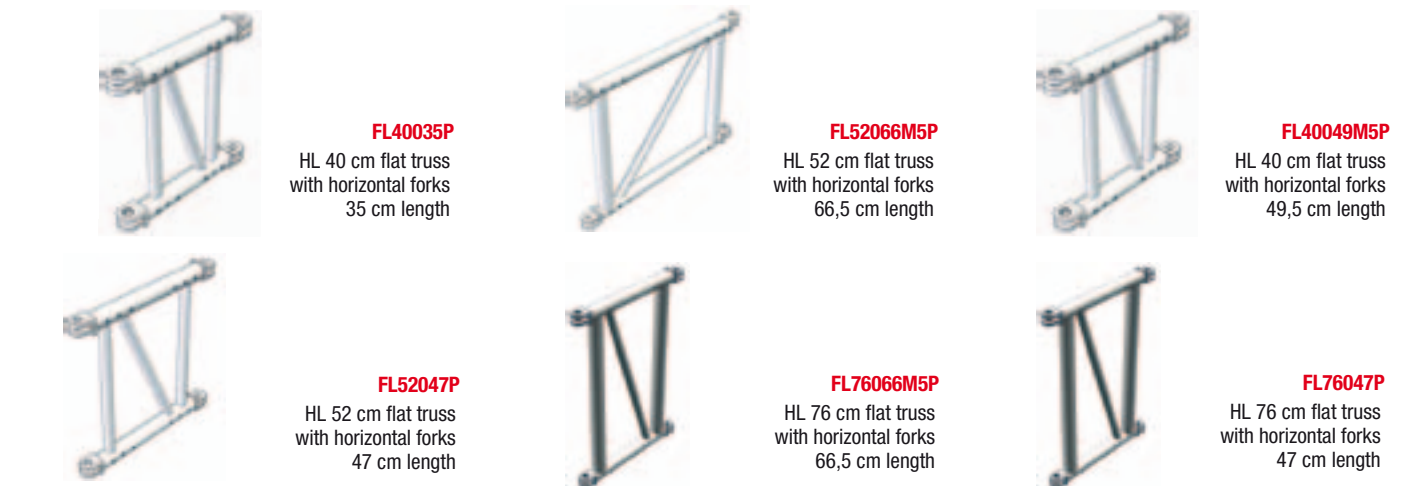 FL40035P
HL 40 cm flat truss
with horizontal forks
35 cm length
FL52066M5P
HL 52 cm flat truss
with horizontal forks
66,5 cm length
FL40049M5P
HL 40 cm flat truss
with horizontal forks
49,5 cm length
FL52047P
HL 52 cm flat truss
with horizontal forks
47 cm length
FL76066M5P
HL 76 cm flat truss
with horizontal forks
66,5 cm length
FL76047P
HL 76 cm flat truss
with horizontal forks
47 cm length